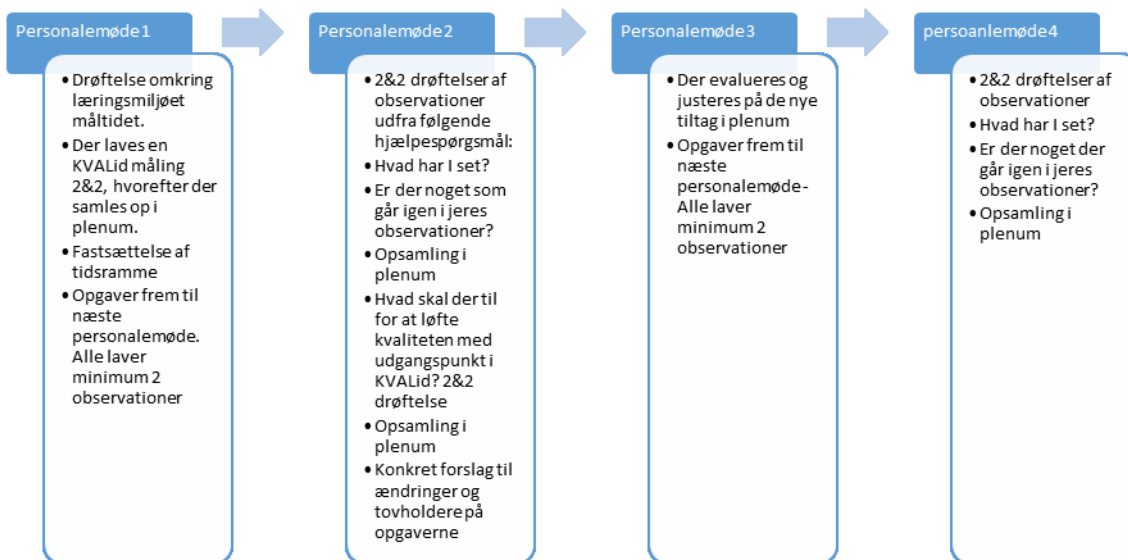 Personalemøde1
• Drøftelse omkring
læringsmiljøet
måltidet.
• Der laves en
KVALid måling
2&2, hvorefter der
samles op i
plenum.
• Fastsættelse af
tidsramme
• Opgaver frem til
næste
personalemøde.
Alle laver
minimum 2
observationer
Personalemøde2
• 2&2 drøftelser af
observationer
udfra følgende
hjælpespørgsmål:
• Hvad har I set?
• Er der noget som
går igen i jeres
observationer?
• Opsamling i
plenum
• Hvad skal der til
for at løfte
kvaliteten med
udgangspunkt i
KVALid? 2&2
drøftelse
• Opsamling i
plenum
• Konkret forslag til
ændringer og
tovholdere på
opgaverne
Personalemøde3
• Der evalueres og
justeres på de nye
tiltag i plenum
• Opgaver frem til
næste
personalemøde-
Alle laver
minimum 2
observationer
persoanlemøde4
• 2&2 drøftelser af
observationer
• Hvad har I set?
• Er der noget der
går igen i jeres
observationer?
• Opsamling i
plenum